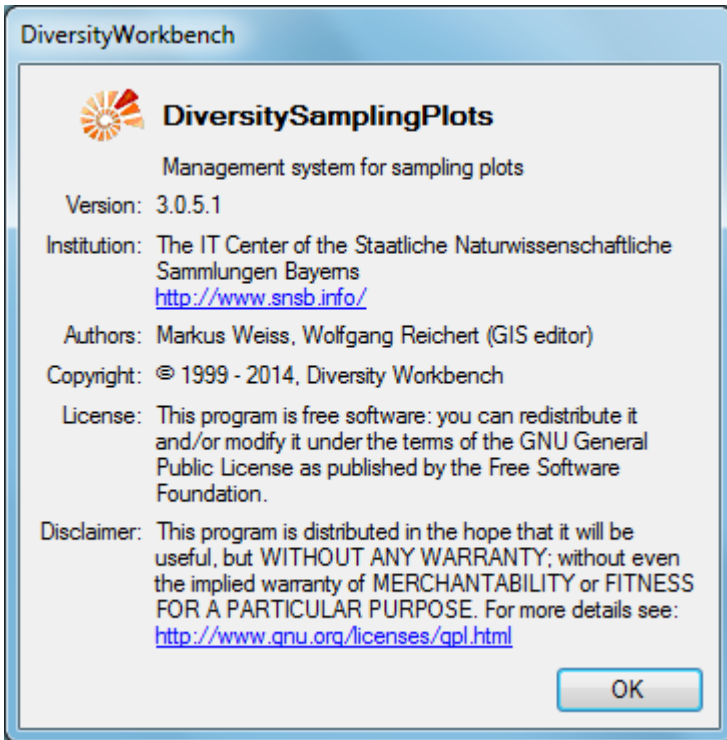 DiversityWorkbench
DiversitySamplingPlots
Management system for sampling plots
Version: 3.0.5.1
Institution: The IT Center of the Staatliche Naturwissenschaftliche
Sammlungen Bayerns
http://www.snsb.info/
Authors: Markus Weiss, Wolfgang Reichert (GIS editor)
Copyright: © 1999 - 2014, Diversity Workbench
License: This program is free software: you can redistribute it
and/or modify it under the terms of the GNU General
Public License as published by the Free Software
Foundation.
Disclaimer: This program is distributed in the hope that it will be
useful, but WITHOUT ANY WARRANTY; without even
the implied warranty of MERCHANTABILITY or FITNESS
FOR A PARTICULAR PURPOSE. For more details see:
http://www.gnu.org/licenses/gpl.html
OK